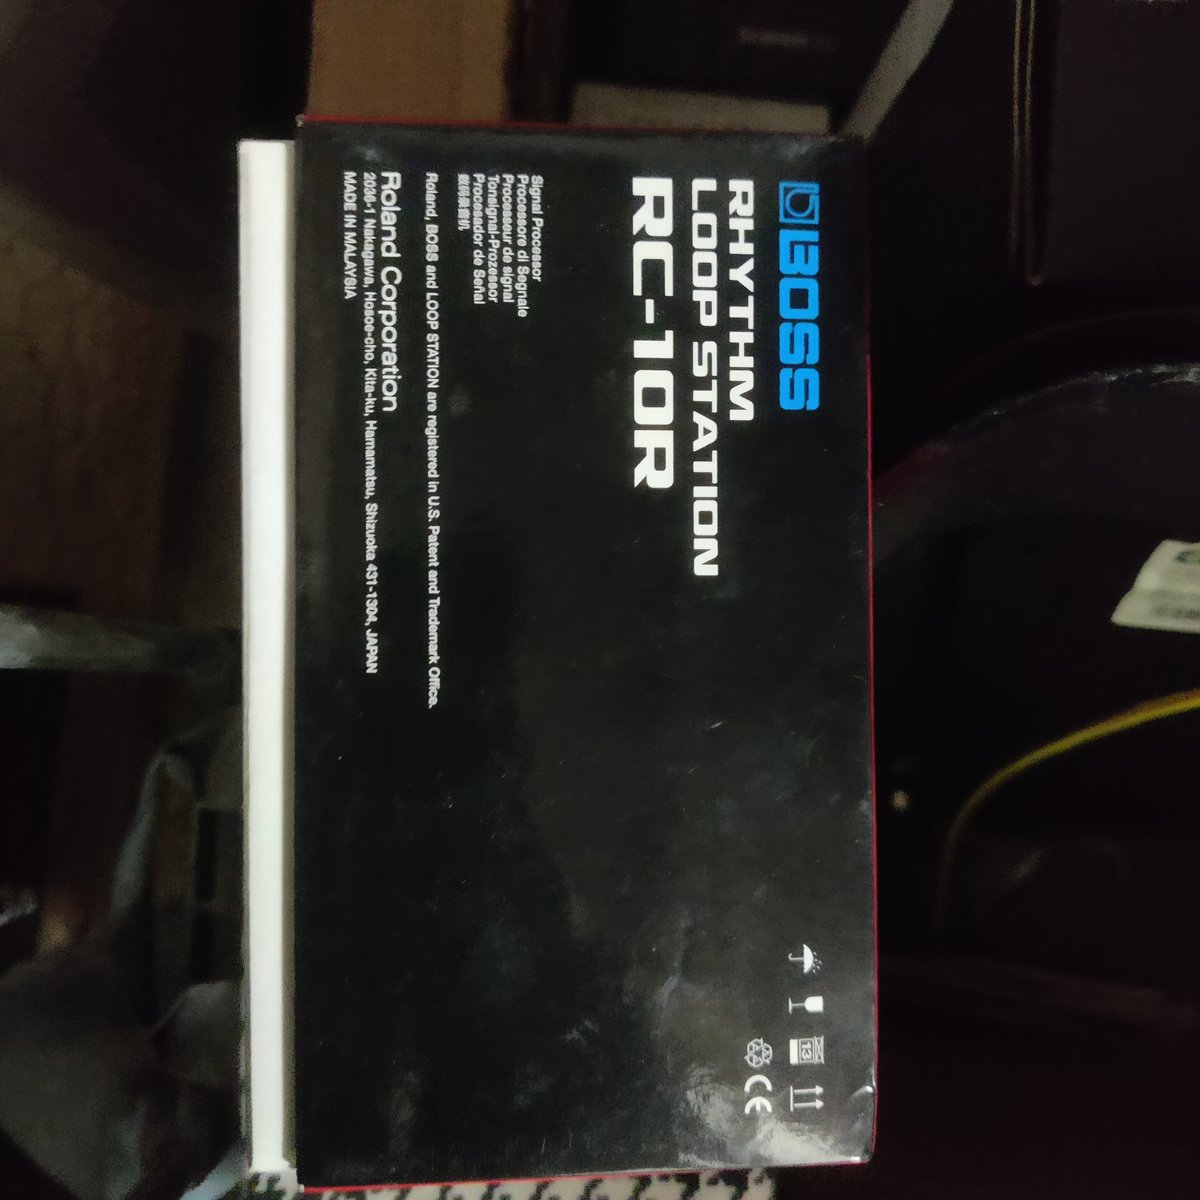 BOSS
RHYTHM
LOOP STATION
RC-10R
Signal Processor
Processore di Segnale
Processeur de signal
Tonsignal-Prozessor
Procesador de Señal
Roland, BOSS and LOOP STATION are registered in U.S. Patent and Trademark Office.
Roland Corporation
2036-1 Nakagawa, Hosoe-cho, Kita-ku, Hamamatsu, Shizuoka 431-1304, JAPAN
MADE IN MALAYSIA
13
CE